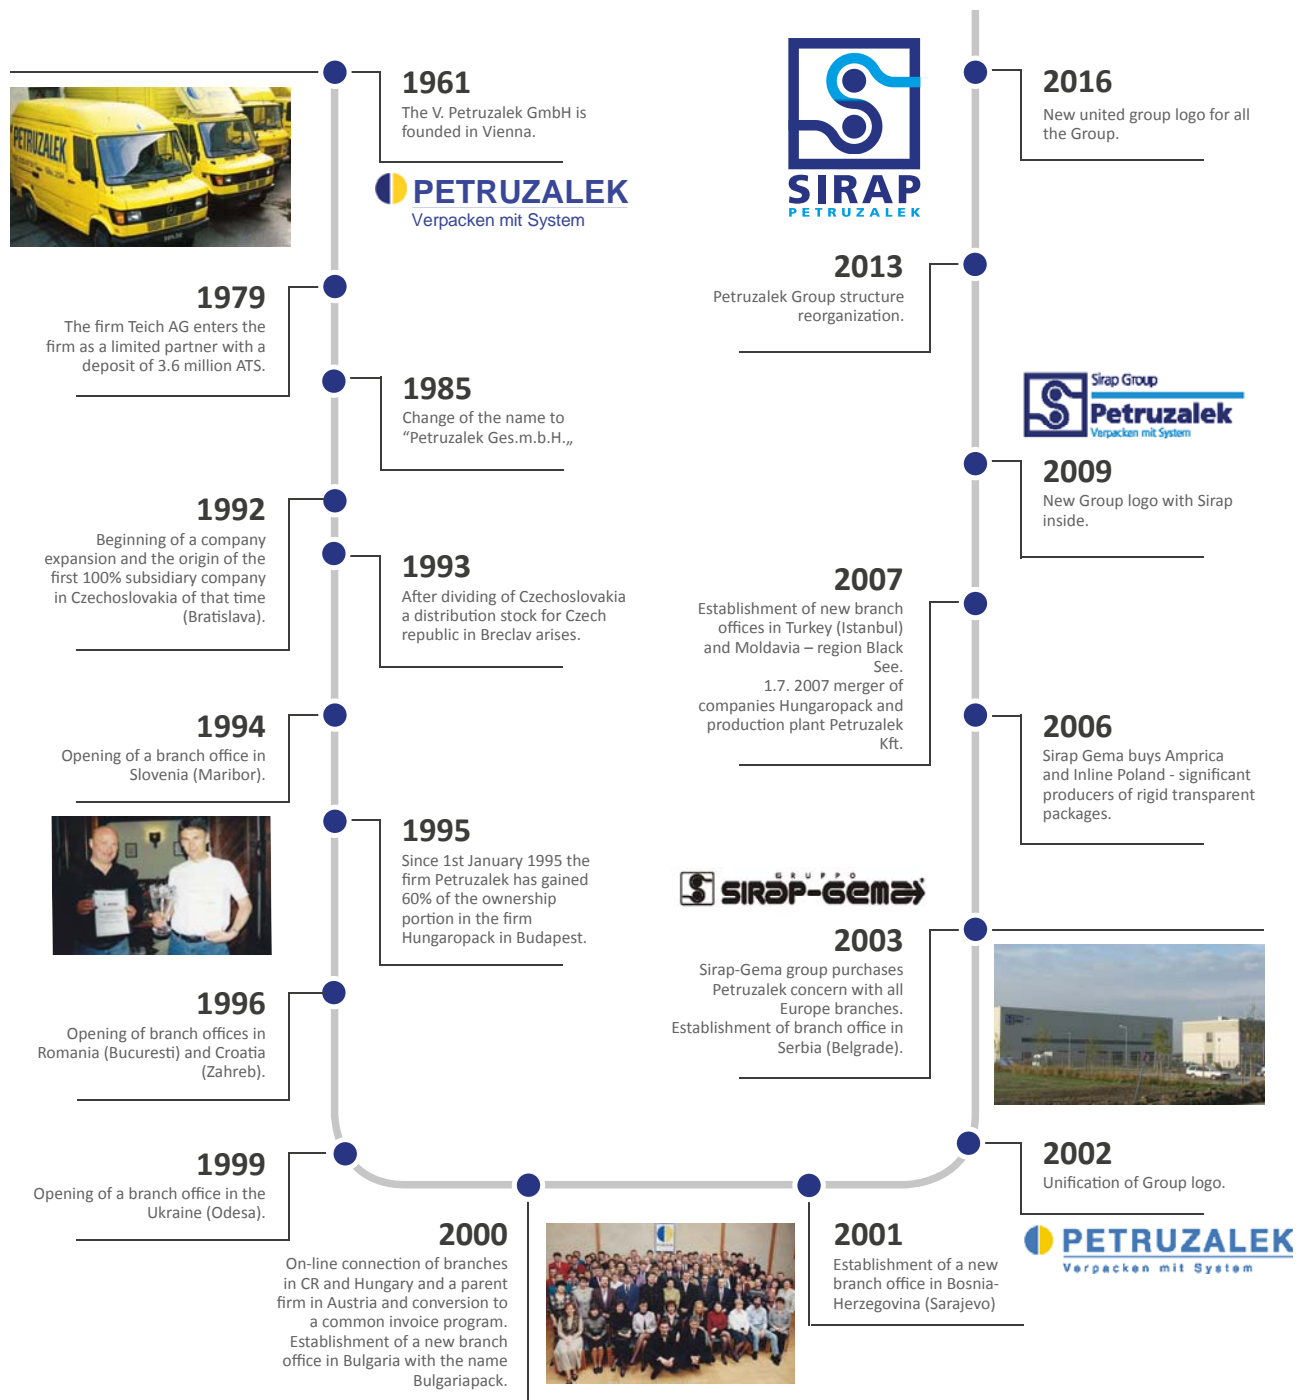 PETRUZALEK
1961
The V. Petruzalek GmbH is
founded in Vienna.
PETRUZALEK
Verpacken mit System
1979
The firm Teich AG enters the
firm as a limited partner with a
deposit of 3.6 million ATS.
1985
Change of the name to
“Petruzalek Ges.m.b.H.„
1992
Beginning of a company
expansion and the origin of the
first 100% subsidiary company
in Czechoslovakia of that time
(Bratislava).
1993
After dividing of Czechoslovakia
a distribution stock for Czech
republic in Breclav arises.
1994
Opening of a branch office in
Slovenia (Maribor).
1995
Since 1st January 1995 the
firm Petruzalek has gained
60% of the ownership
portion in the firm
Hungaropack in Budapest.
1996
Opening of branch offices in
Romania (Bucuresti) and Croatia
(Zahreb).
1999
Opening of a branch office in the
Ukraine (Odesa).
2000
On-line connection of branches
in CR and Hungary and a parent
firm in Austria and conversion to
a common invoice program.
Establishment of a new branch
office in Bulgaria with the name
Bulgariapack.
2001
Establishment of a new
branch office in Bosnia-
Herzegovina (Sarajevo)
2002
Unification of Group logo.
PETRUZALEK
Verpacken mit System
GRUPPO
SIRAP-GEMA
2003
Sirap-Gema group purchases
Petruzalek concern with all
Europe branches.
Establishment of branch office in
Serbia (Belgrade).
2006
Sirap Gema buys Amprica
and Inline Poland - significant
producers of rigid transparent
packages.
2007
Establishment of new branch
offices in Turkey (Istanbul)
and Moldavia – region Black
See.
1.7. 2007 merger of
companies Hungaropack and
production plant Petruzalek
Kft.
Sirap Group
Petruzalek
Verpacken mit System
2009
New Group logo with Sirap
inside.
2013
Petruzalek Group structure
reorganization.
SIRAP
PETRUZALEK
2016
New united group logo for all
the Group.